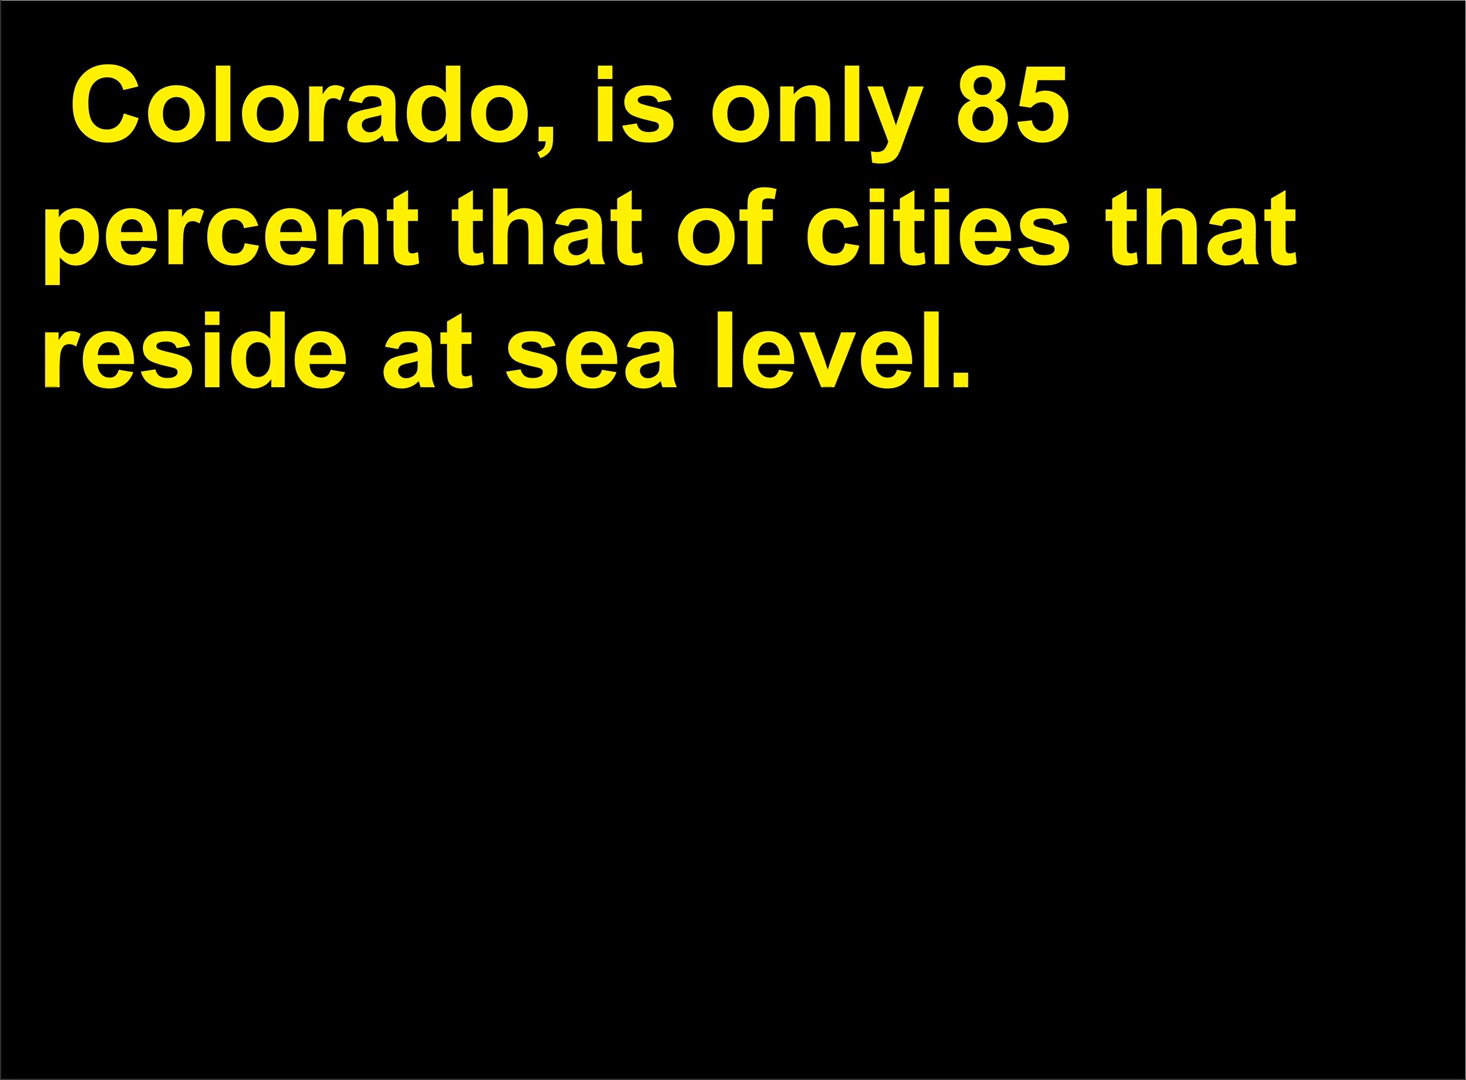 Colorado, is only 85
percent that of cities that
reside at sea level.